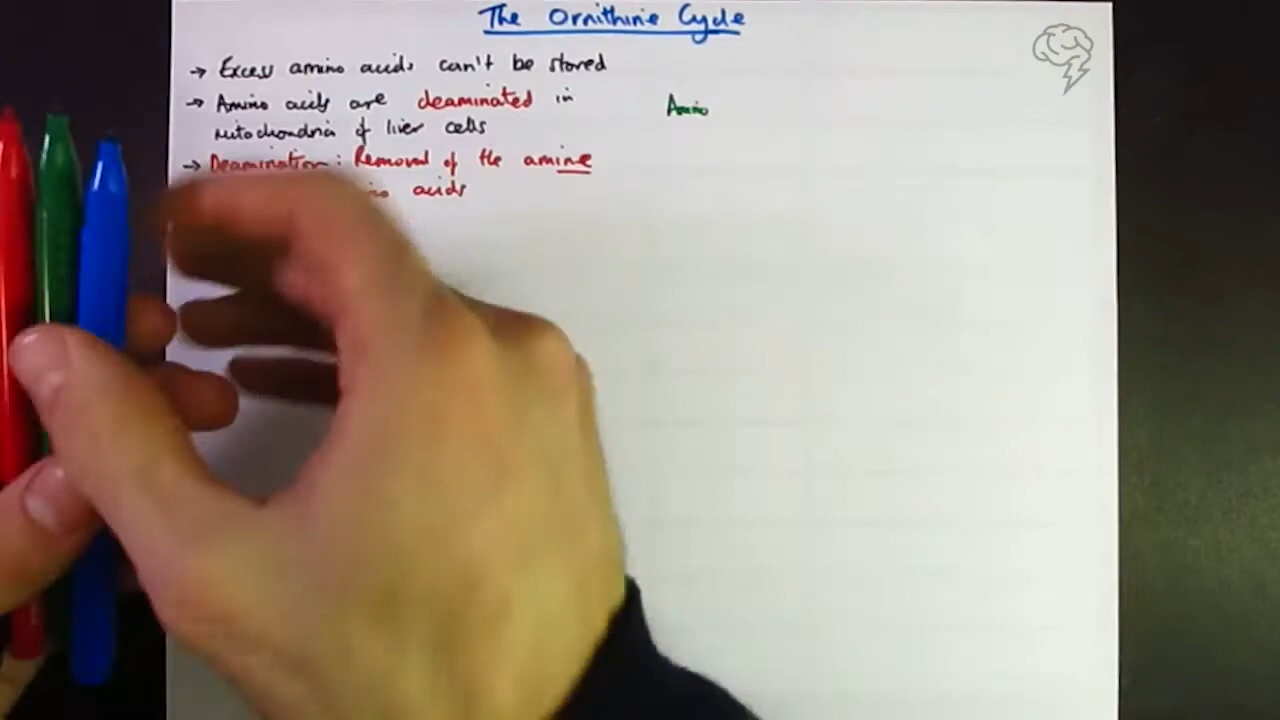 The Ornithine Cycle
→ Excess amino acids can't be stored
→ Amino acids are deaminated in
mitochondria of liver cells
→ Deamination: Removal of the amine
acids
Amino